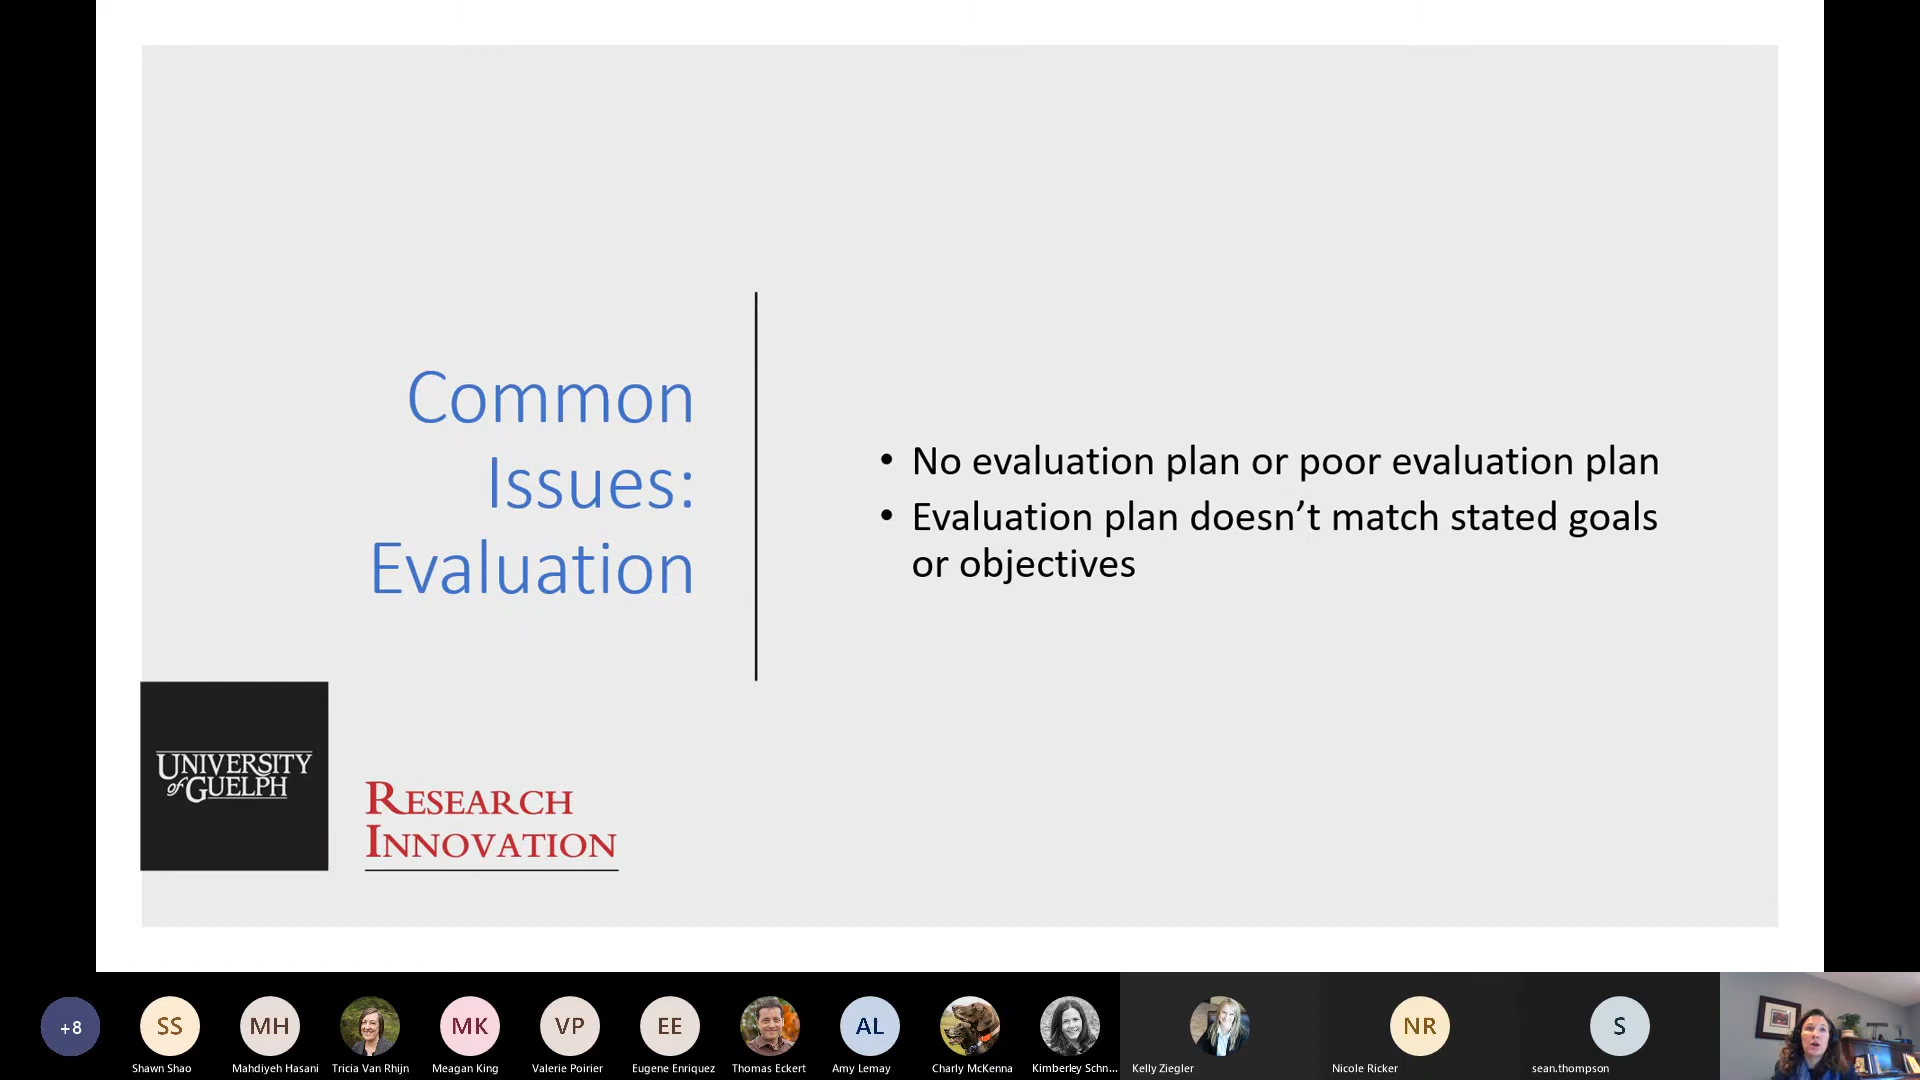 Common
Issues:
Evaluation
• No evaluation plan or poor evaluation plan
• Evaluation plan doesn’t match stated goals
or objectives
UNIVERSITY
of GUELPH
RESEARCH
INNOVATION
+8
SS
MH
MK
VP
EE
AL
NR
S
Shawn Shao
Mahdiyeh Hasani
Tricia Van Rhijn
Meagan King
Valerie Poirier
Eugene Enriquez
Thomas Eckert
Amy Lemay
Charly McKenna
Kimberley Schn...
Kelly Ziegler
Nicole Ricker
sean.thompson